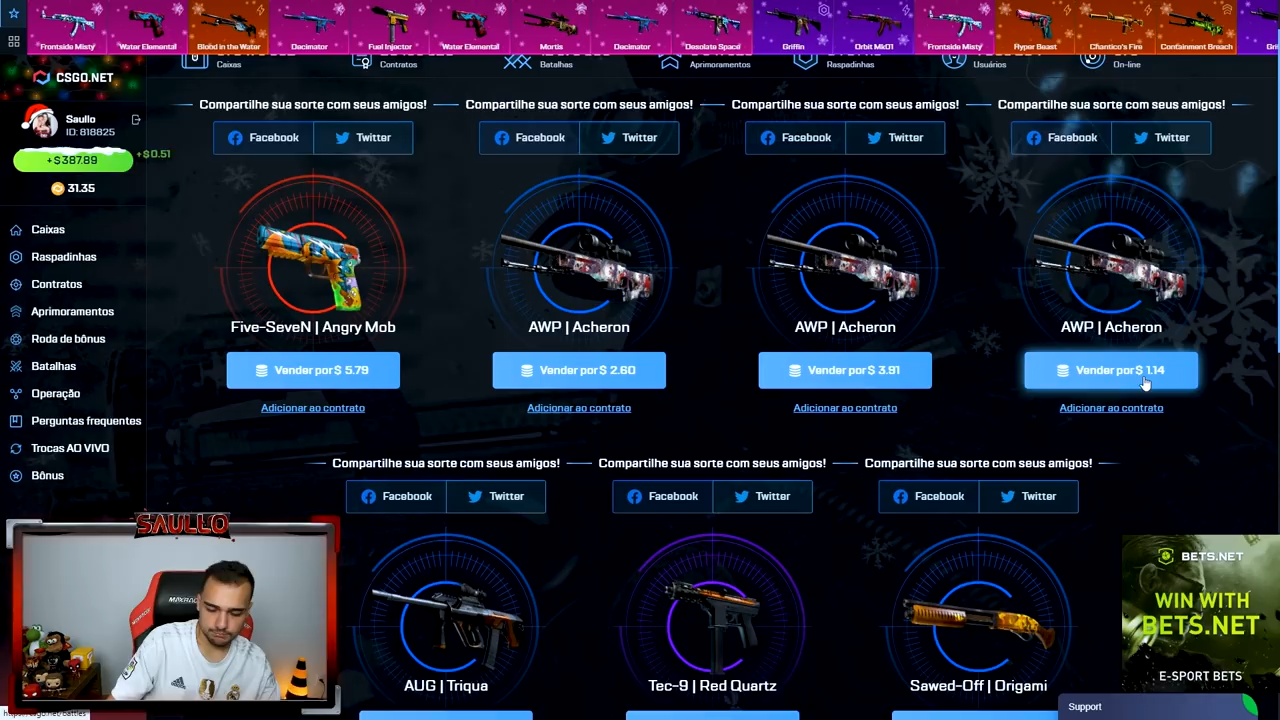 Frontside Misty
Water Elemental
Blood in the Water
Decimator
Fuel Injector
Water Elemental
Mortis
Decimator
Desolate Space
Griffin
Orbit Mk01
Frontside Misty
Hyper Beast
Chantico's Fire
Containment Breach
Caixas
Contratos
Batalhas
Aprimoramentos
Raspadinhas
Usuários
On-line
CSGO.NET
Saullo
ID: 818825
+$387.89
+$0.51
31.35
Caixas
Raspadinhas
Contratos
Aprimoramentos
Roda de bônus
Batalhas
Operação
Perguntas frequentes
Trocas AO VIVO
Bônus
Compartilhe sua sorte com seus amigos!
Compartilhe sua sorte com seus amigos!
Compartilhe sua sorte com seus amigos!
Compartilhe sua sorte com seus amigos!
Facebook
Twitter
Facebook
Twitter
Facebook
Twitter
Facebook
Twitter
Five-SeveN | Angry Mob
AWP | Acheron
AWP | Acheron
AWP | Acheron
Vender por $ 5.79
Vender por $ 2.60
Vender por $ 3.91
Vender por $ 1.14
Adicionar ao contrato
Adicionar ao contrato
Adicionar ao contrato
Adicionar ao contrato
Compartilhe sua sorte com seus amigos!
Compartilhe sua sorte com seus amigos!
Compartilhe sua sorte com seus amigos!
Facebook
Twitter
Facebook
Twitter
Facebook
Twitter
AUG | Triqua
Tec-9 | Red Quartz
Sawed-Off | Origami
SAULLO
BETS.NET
WIN WITH
BETS.NET
E-SPORT BETS
Support